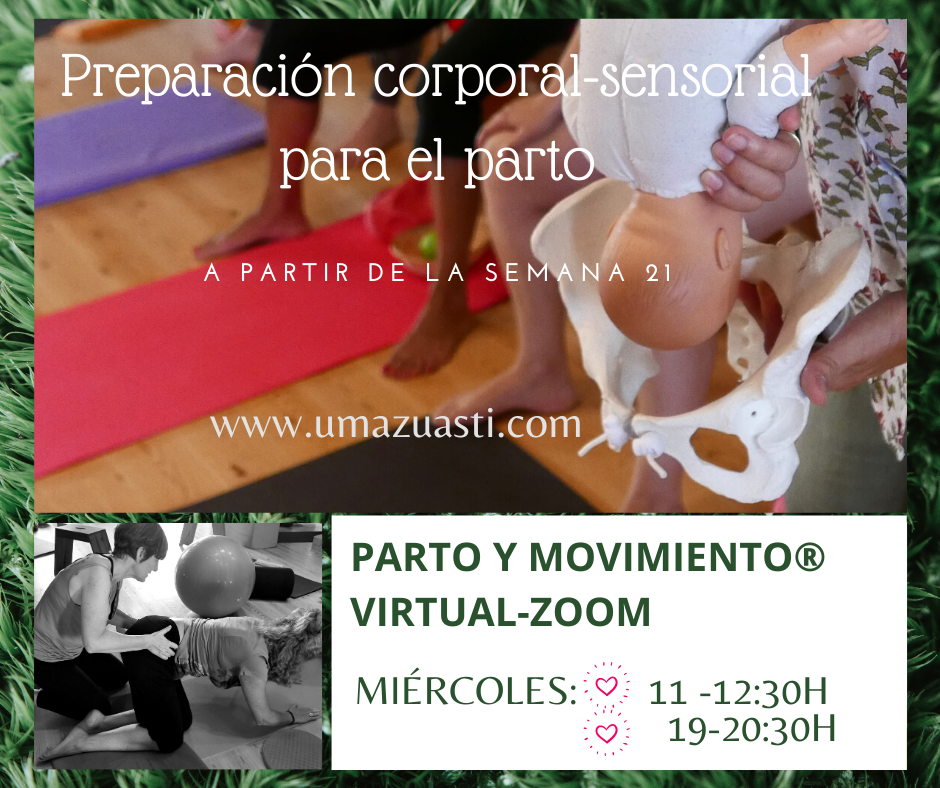 Preparación corporal-sensorial
para el parto
A PARTIR DE LA SEMANA 21
www.umazuasti.com
PARTO Y MOVIMIENTO®
VIRTUAL-ZOOM
MIÉRCOLES: 11 -12:30H
19-20:30H